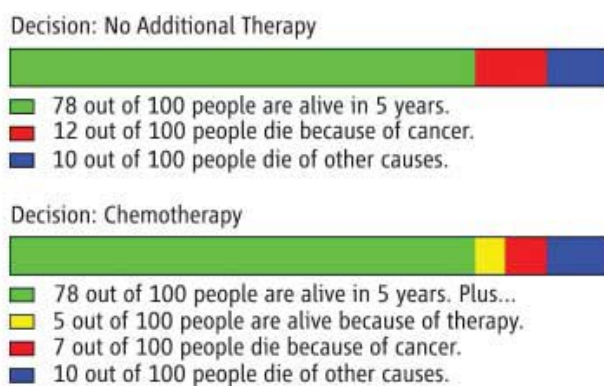 Decision: No Additional Therapy
78 out of 100 people are alive in 5 years.
12 out of 100 people die because of cancer.
10 out of 100 people die of other causes.
Decision: Chemotherapy
78 out of 100 people are alive in 5 years. Plus...
5 out of 100 people are alive because of therapy.
7 out of 100 people die because of cancer.
10 out of 100 people die of other causes.